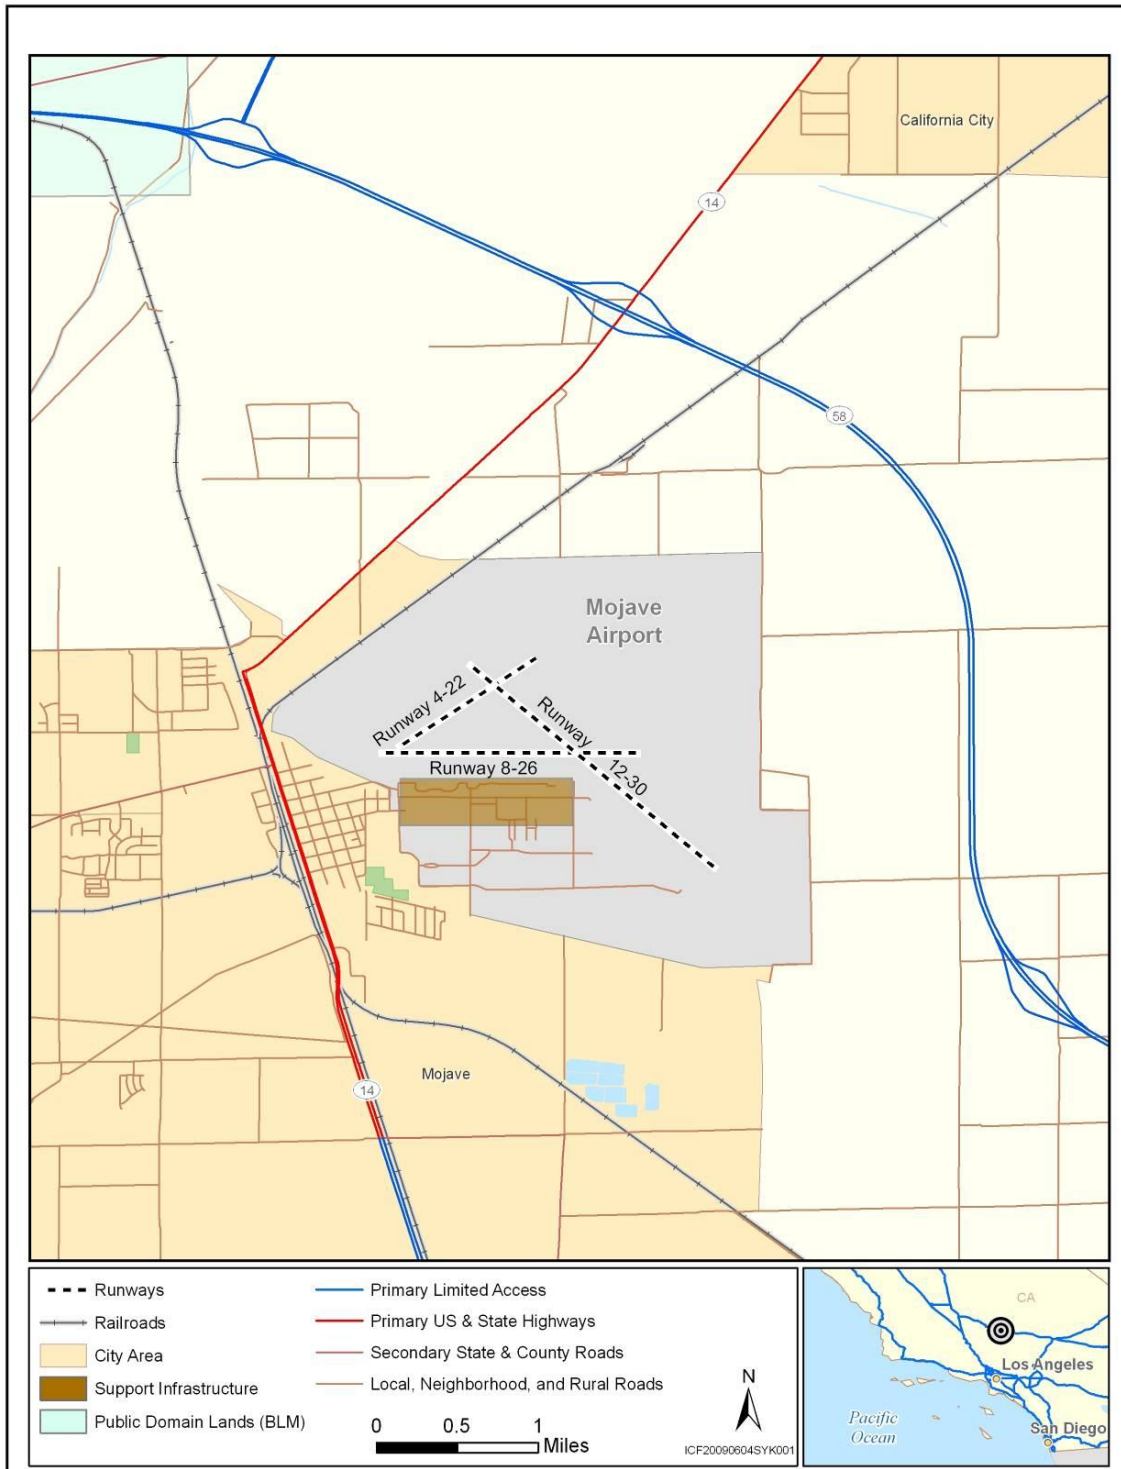 California City
14
58
Mojave
Airport
Runway 4-22
Runway
12-30
Runway 8-26
Mojave
14
Runways
Railroads
City Area
Support Infrastructure
Public Domain Lands (BLM)
Primary Limited Access
Primary US & State Highways
Secondary State & County Roads
Local, Neighborhood, and Rural Roads
0 0.5 1
Miles
N
ICF20090604SYK001
CA
Los Angeles
Pacific
Ocean
San Diego